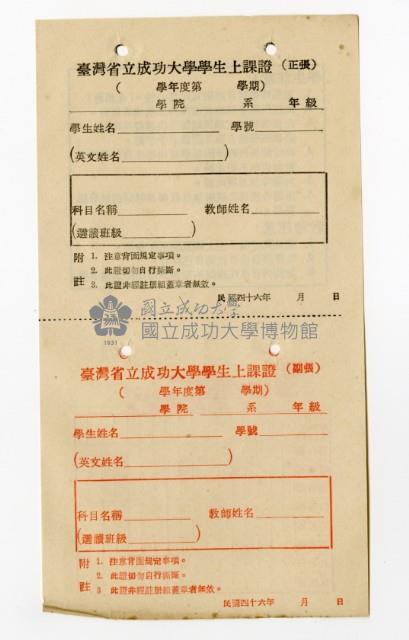 臺灣省立成功大學學生上課證（正張）
（　　學年度第　　學期）
學院　　系　　年級
學生姓名　　學號
（英文姓名　　）
科目名稱　　教師姓名
（選讀班級　　）
附註 1. 注意背面規定事項。
2. 此證切勿自行撕斷。
3. 此證非經註册組蓋章者無效。
民國四十六年　　月　　日
國立成功大學
國立成功大學博物館
1931
臺灣省立成功大學學生上課證（副張）
（　　學年度第　　學期）
學院　　系　　年級
學生姓名　　學號
（英文姓名　　）
科目名稱　　教師姓名
（選讀班級　　）
附註 1. 注意背面規定事項。
2. 此證切勿自行撕斷。
3 此證非經註册組蓋章者無效。
民國四十六年　　月　　日